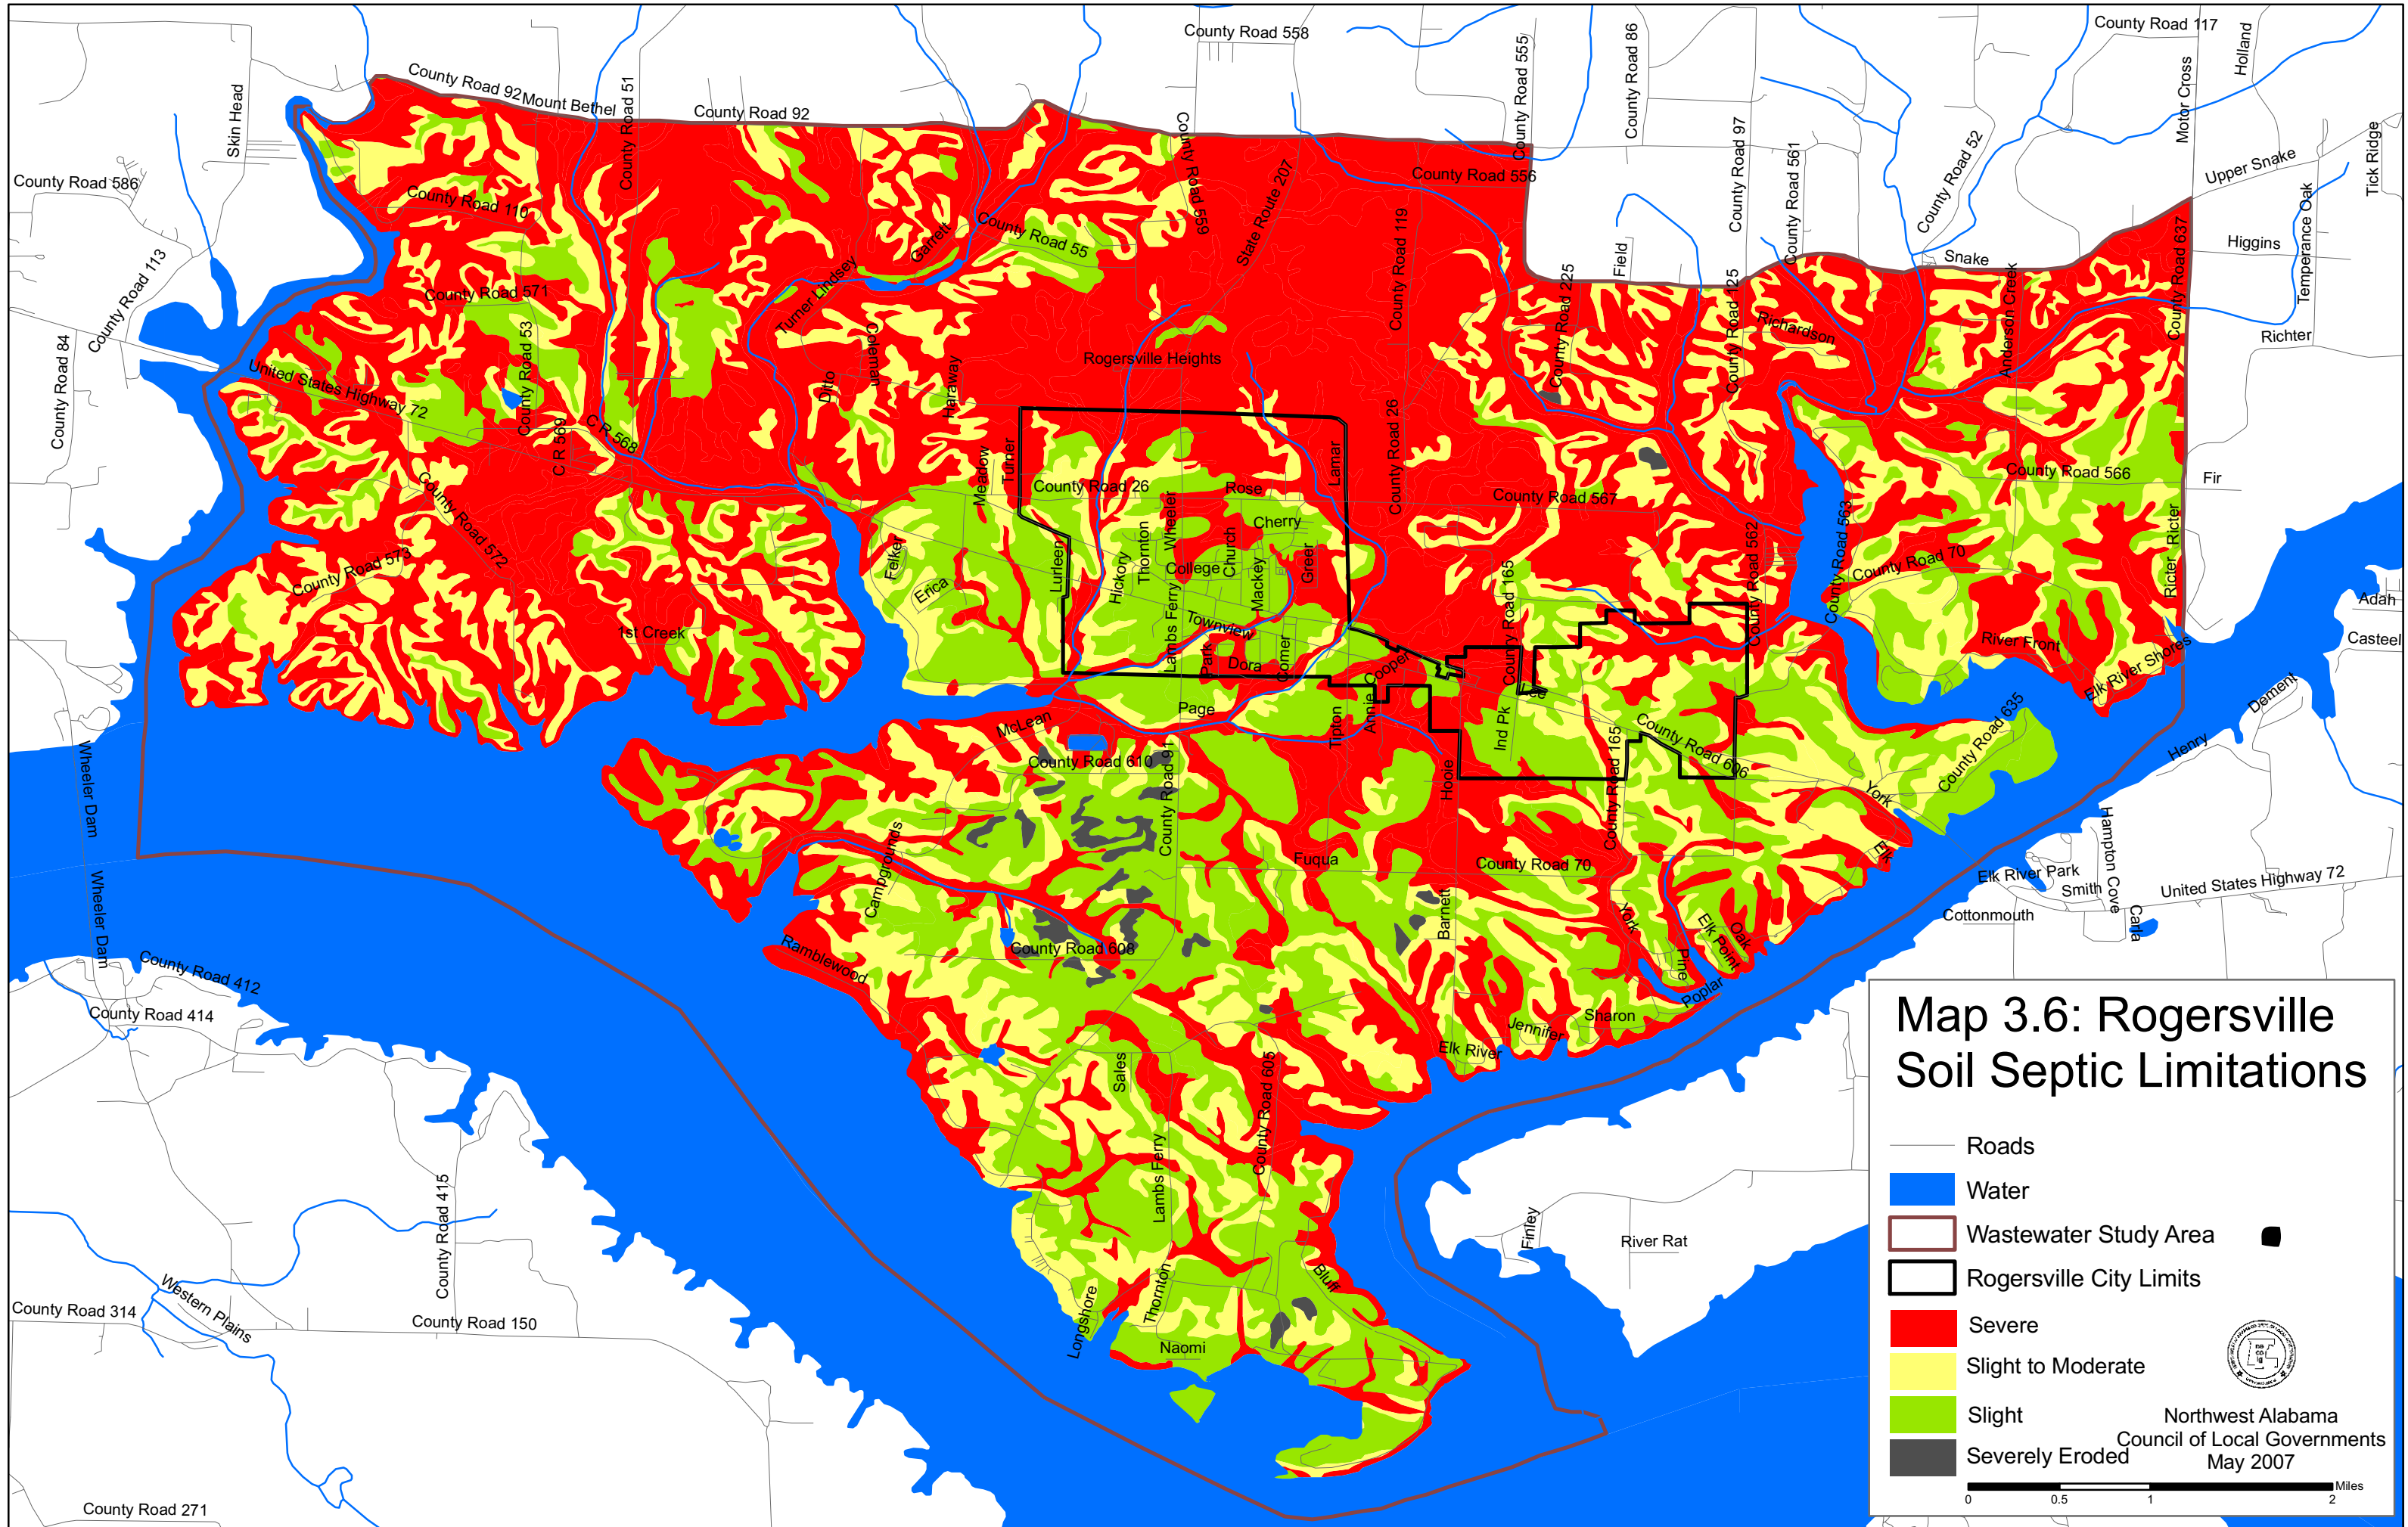 County Road 558
County Road 117
Holland
County Road 555
County Road 86
Motor Cross
County Road 92
Mount Bethel
County Road 51
County Road 92
Skin Head
County Road 97
County Road 561
County Road 52
Tick Ridge
Upper Snake
County Road 586
County Road 110
County Road 559
State Route 207
County Road 556
Temperance Oak
County Road 55
Garrett
County Road 119
County Road 637
Higgins
Snake
Field
County Road 113
Turner Lindsey
County Road 571
County Road 225
County Road 125
Richardson
Anderson Creek
Richter
County Road 84
County Road 53
Coleman
Rogersville Heights
United States Highway 72
Ditto
Haraway
C R 569
C R 568
County Road 26
Meadow
Turner
Lamar
County Road 26
Rose
County Road 567
County Road 566
Fir
County Road 572
Wheeler
Cherry
County Road 563
Ricter
Ricter
County Road 573
Felker
Erica
Lurleen
Hickory
Thornton
College
Church
Mackey
Greer
County Road 165
County Road 562
County Road 70
Adah
Casteel
1st Creek
Lambs Ferry
Townview
Park
Dora
Comer
Cooper
Annie
Lee
River Front
Elk River Shores
McLean
Page
Tipton
Ind Pk
County Road 606
County Road 635
Dement
Henry
Wheeler Dam
County Road 610
County Road 91
Hooie
County Road 165
York
Elk
Hampton Cove
Campgrounds
Fuqua
County Road 70
Elk River Park
Smith
United States Highway 72
Cottonmouth
Carla
Wheeler Dam
Barnett
York
Oak
Elk Point
Pine
Poplar
County Road 608
Ramblewood
County Road 412
County Road 414
Sharon
Jennifer
Elk River
Sales
County Road 605
Lambs Ferry
County Road 415
Finley
River Rat
Bluff
Thornton
Longshore
Naomi
Western Plains
County Road 314
County Road 150
County Road 271
Map 3.6: Rogersville
Soil Septic Limitations
Roads
Water
Wastewater Study Area
Rogersville City Limits
Severe
Slight to Moderate
Slight
Severely Eroded
Northwest Alabama
Council of Local Governments
May 2007
Miles
0 0.5 1 2